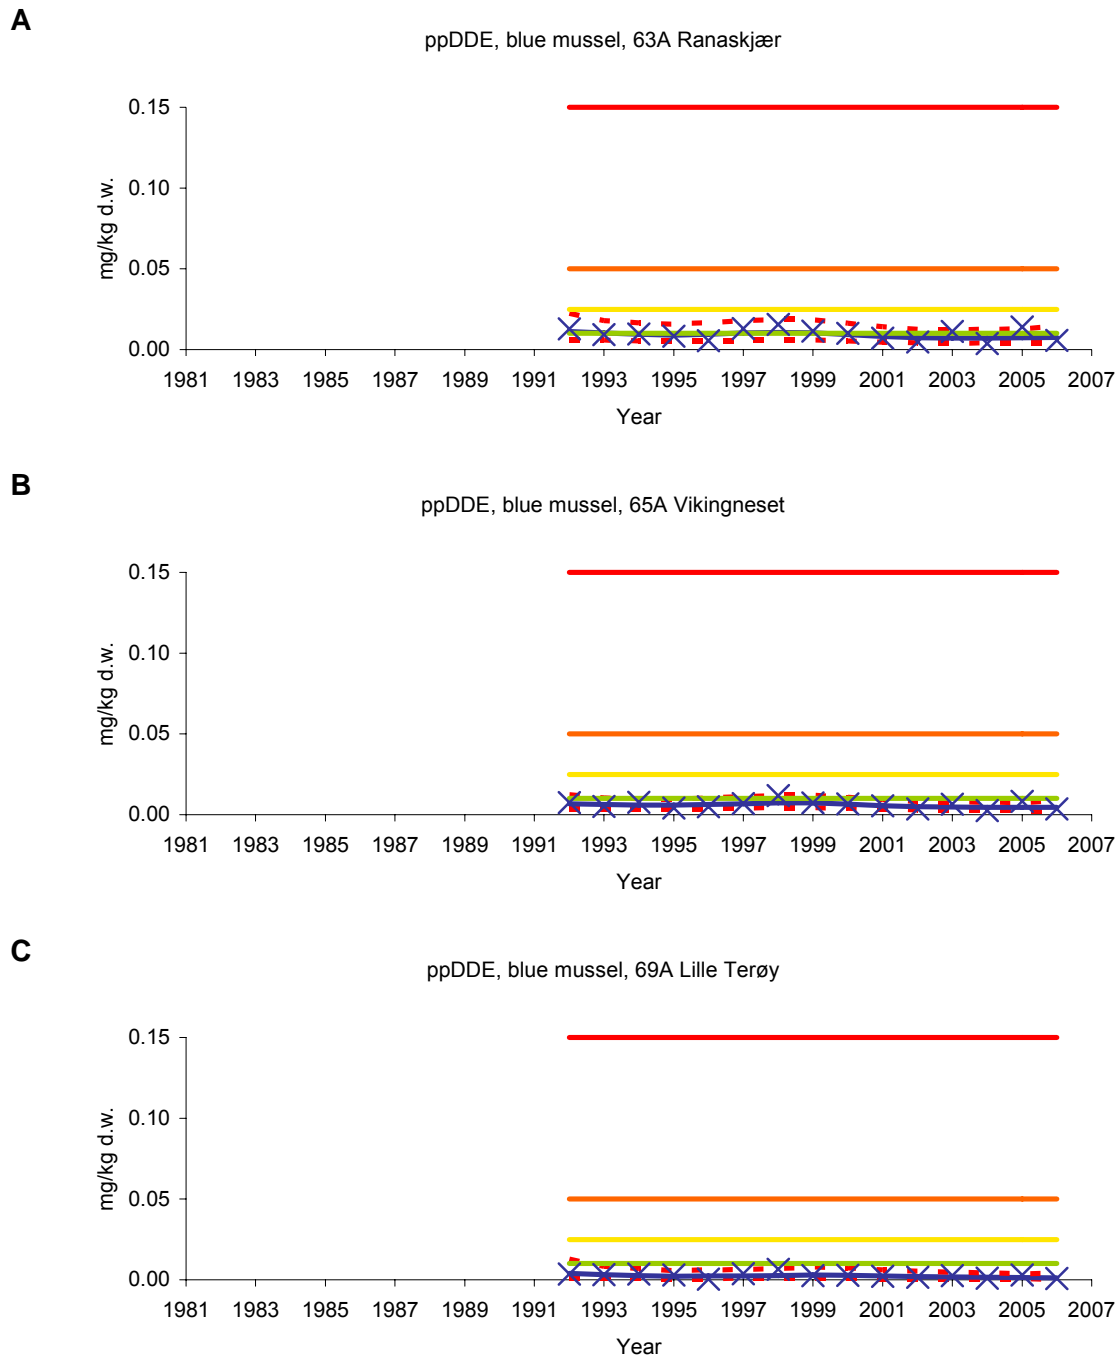 A
ppDDE, blue mussel, 63A Ranaskjær
0.15
0.10
0.05
0.00
mg/kg d.w.
1981 1983 1985 1987 1989 1991 1993 1995 1997 1999 2001 2003 2005 2007
Year
B
ppDDE, blue mussel, 65A Vikingneset
0.15
0.10
0.05
0.00
mg/kg d.w.
1981 1983 1985 1987 1989 1991 1993 1995 1997 1999 2001 2003 2005 2007
Year
C
ppDDE, blue mussel, 69A Lille Terøy
0.15
0.10
0.05
0.00
mg/kg d.w.
1981 1983 1985 1987 1989 1991 1993 1995 1997 1999 2001 2003 2005 2007
Year